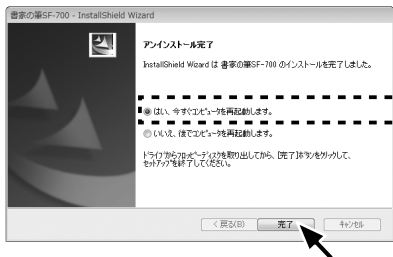 書家の筆SF-700 - InstallShield Wizard
アンインストール完了
InstallShield Wizard は 書家の筆SF-700 のインストールを完了しました。
はい、今すぐコンピュータを再起動します。
いいえ、後でコンピュータを再起動します。
ドライブからフロッピーディスクを取り出してから、[完了]ボタンをクリックして、
セットアップを終了してください。
< 戻る(B)
完了
キャンセル